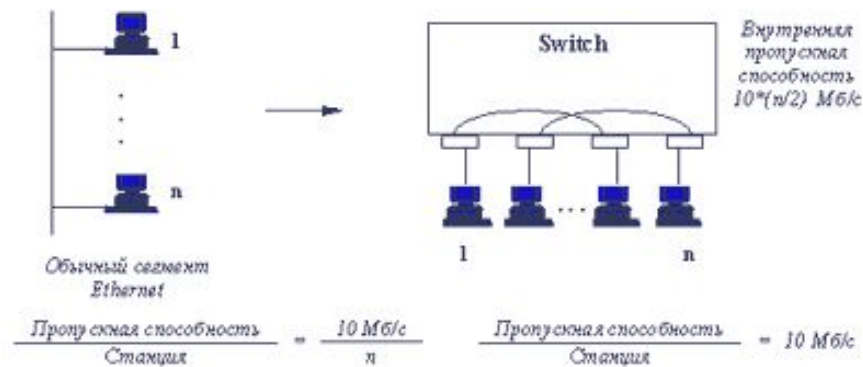 1
n
Обычный сегмент
Ethernet
Пропускная способность
Станция
=
10 Мб/с
n
Switch
Внутренняя
пропускная
способность
10*(n/2) Мб/с
1
n
Пропускная способность
Станция
= 10 Мб/с